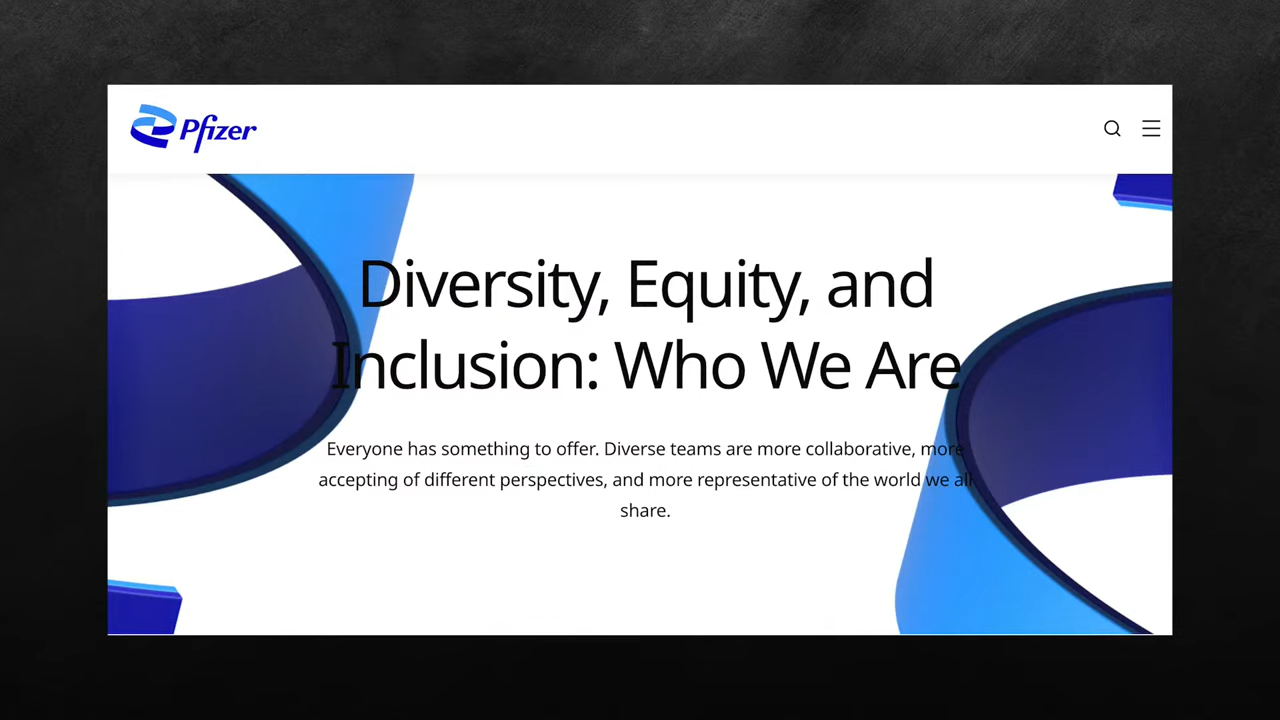 Pfizer
Diversity, Equity, and
Inclusion: Who We Are
Everyone has something to offer. Diverse teams are more collaborative, more
accepting of different perspectives, and more representative of the world we all
share.